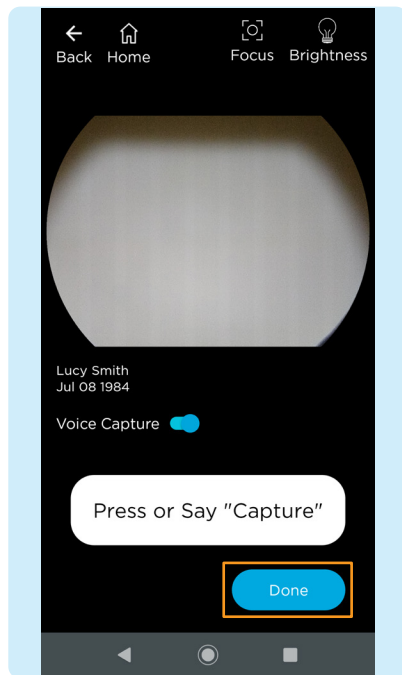 Back Home Focus Brightness
Lucy Smith
Jul 08 1984
Voice Capture
Press or Say "Capture"
Done